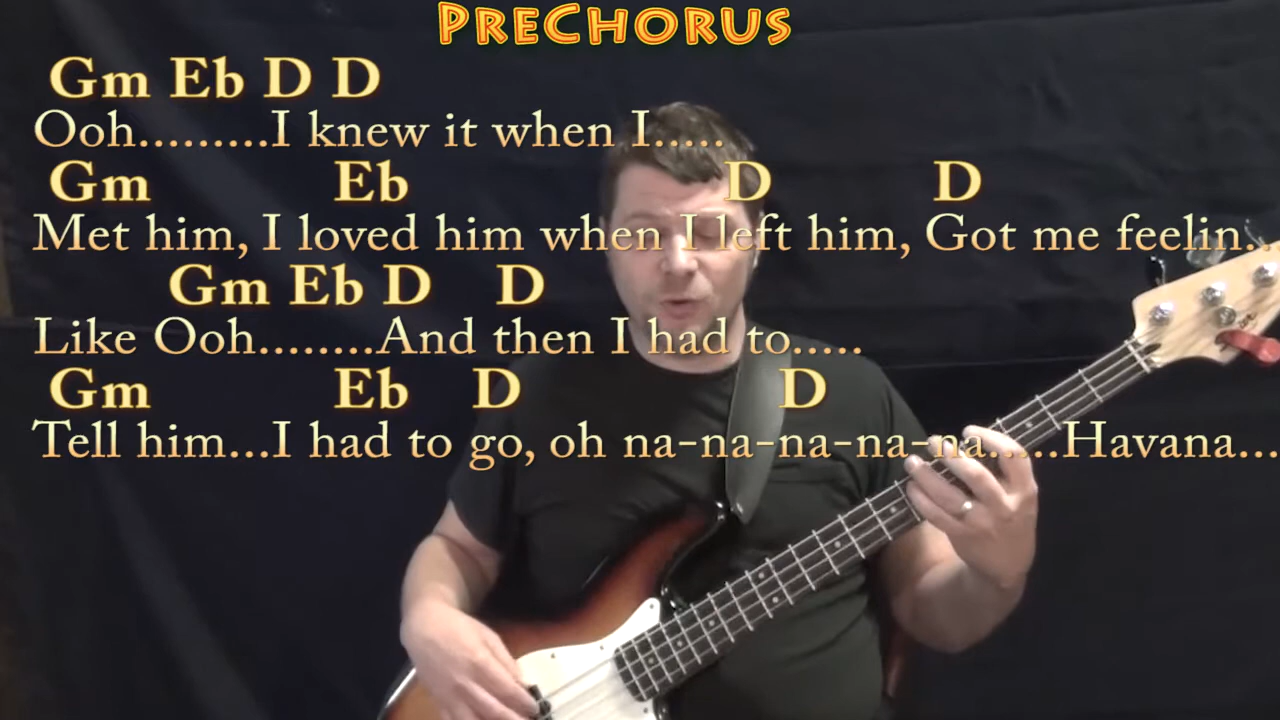 PRECHORUS
Gm Eb D D
Ooh.........I knew it when I.....
Gm Eb D D
Met him, I loved him when I left him, Got me feelin...
Gm Eb D D
Like Ooh........And then I had to.....
Gm Eb D D
Tell him...I had to go, oh na-na-na-na-na.....Havana...